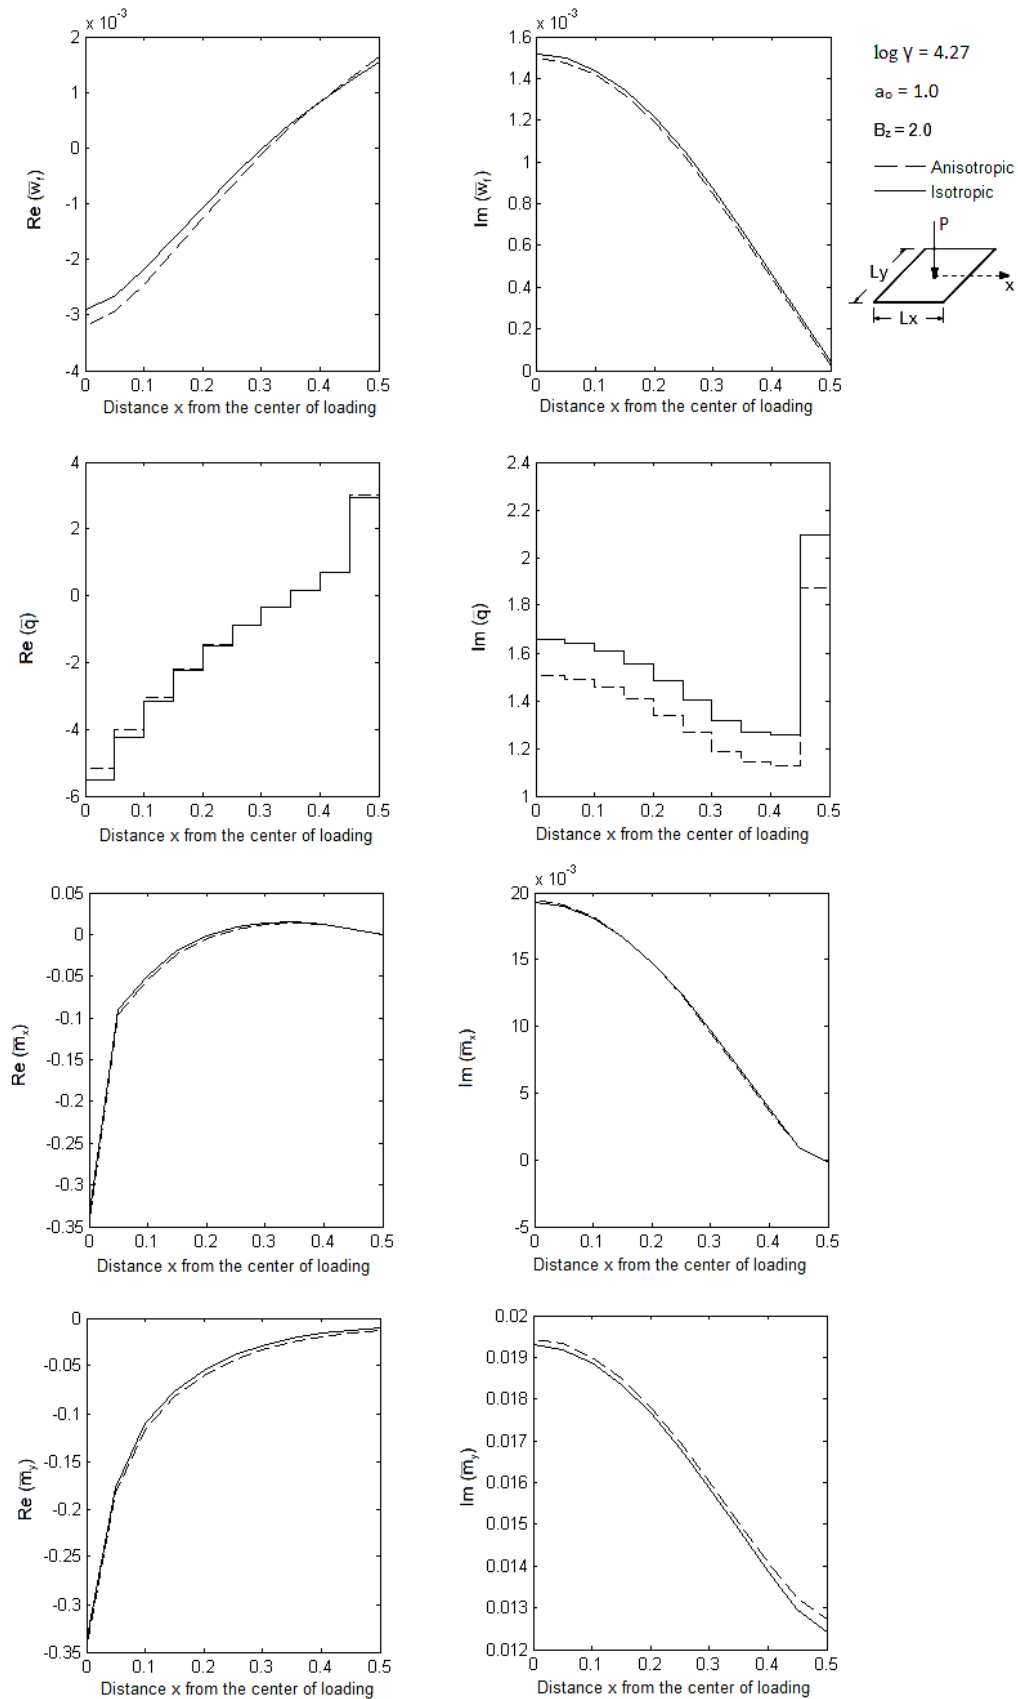 x 10⁻³
2
1
0
-1
-2
-3
-4
Re (w̅f)
0 0.1 0.2 0.3 0.4 0.5
Distance x from the center of loading
x 10⁻³
1.6
1.4
1.2
1
0.8
0.6
0.4
0.2
0
Im (w̅f)
0 0.1 0.2 0.3 0.4 0.5
Distance x from the center of loading
log γ = 4.27
aₒ = 1.0
Bz = 2.0
Anisotropic
Isotropic
P
Ly
x
Lx
4
2
0
-2
-4
-6
Re (q̅)
0 0.1 0.2 0.3 0.4 0.5
Distance x from the center of loading
2.4
2.2
2
1.8
1.6
1.4
1.2
1
Im (q̅)
0 0.1 0.2 0.3 0.4 0.5
Distance x from the center of loading
0.05
0
-0.05
-0.1
-0.15
-0.2
-0.25
-0.3
-0.35
Re (m̅x)
0 0.1 0.2 0.3 0.4 0.5
Distance x from the center of loading
x 10⁻³
20
15
10
5
0
-5
Im (m̅x)
0 0.1 0.2 0.3 0.4 0.5
Distance x from the center of loading
0
-0.05
-0.1
-0.15
-0.2
-0.25
-0.3
-0.35
Re (m̅y)
0 0.1 0.2 0.3 0.4 0.5
Distance x from the center of loading
0.02
0.019
0.018
0.017
0.016
0.015
0.014
0.013
0.012
Im (m̅y)
0 0.1 0.2 0.3 0.4 0.5
Distance x from the center of loading